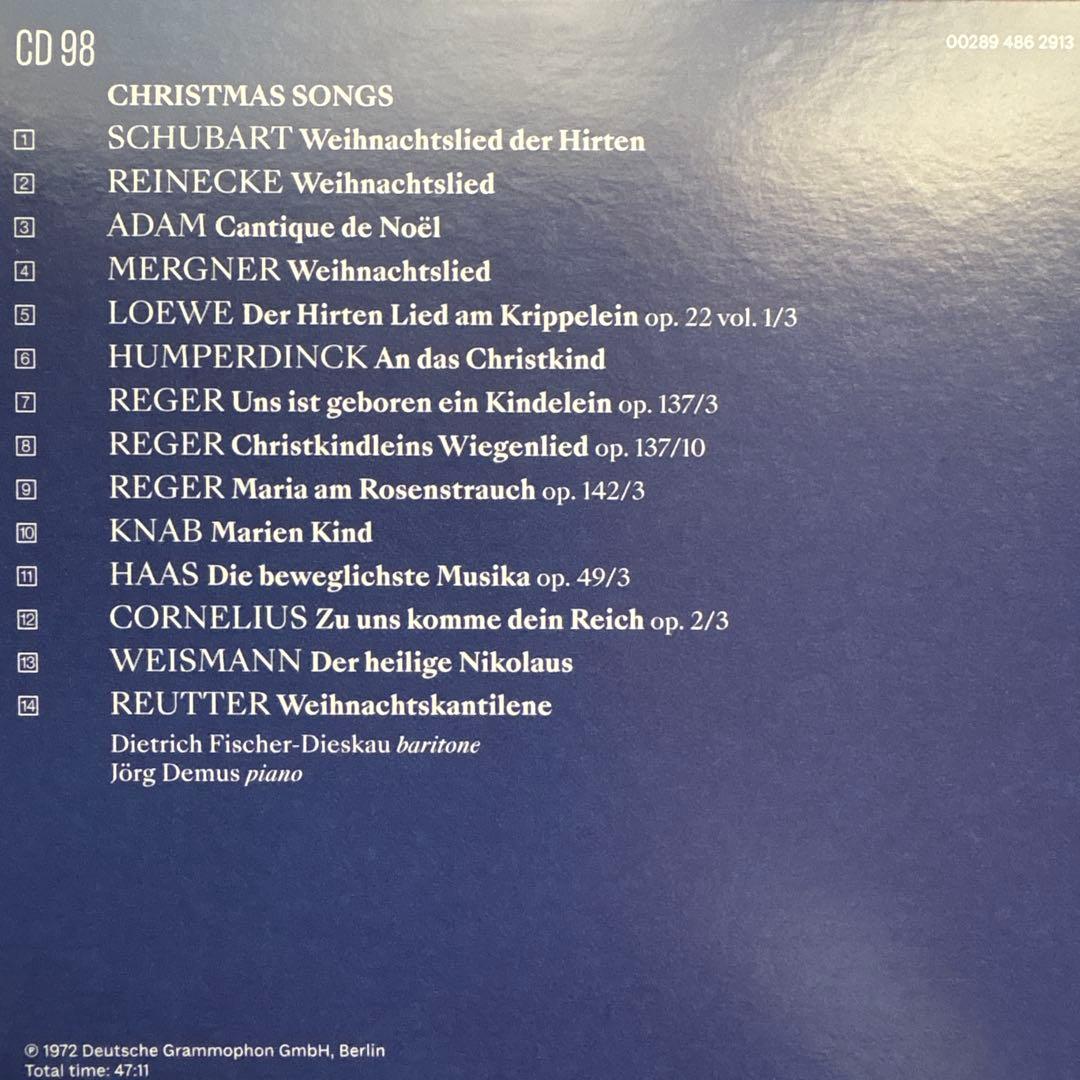 CD 98
00289 486 2913
CHRISTMAS SONGS
1 SCHUBART Weihnachtslied der Hirten
2 REINECKE Weihnachtslied
3 ADAM Cantique de Noël
4 MERGNER Weihnachtslied
5 LOEWE Der Hirten Lied am Krippelein op. 22 vol. 1/3
6 HUMPERDINCK An das Christkind
7 REGER Uns ist geboren ein Kindelein op. 137/3
8 REGER Christkindleins Wiegenlied op. 137/10
9 REGER Maria am Rosenstrauch op. 142/3
10 KNAB Marien Kind
11 HAAS Die beweglichste Musika op. 49/3
12 CORNELIUS Zu uns komme dein Reich op. 2/3
13 WEISMANN Der heilige Nikolaus
14 REUTTER Weihnachtskantilene
Dietrich Fischer-Dieskau baritone
Jörg Demus piano
℗ 1972 Deutsche Grammophon GmbH, Berlin
Total time: 47:11